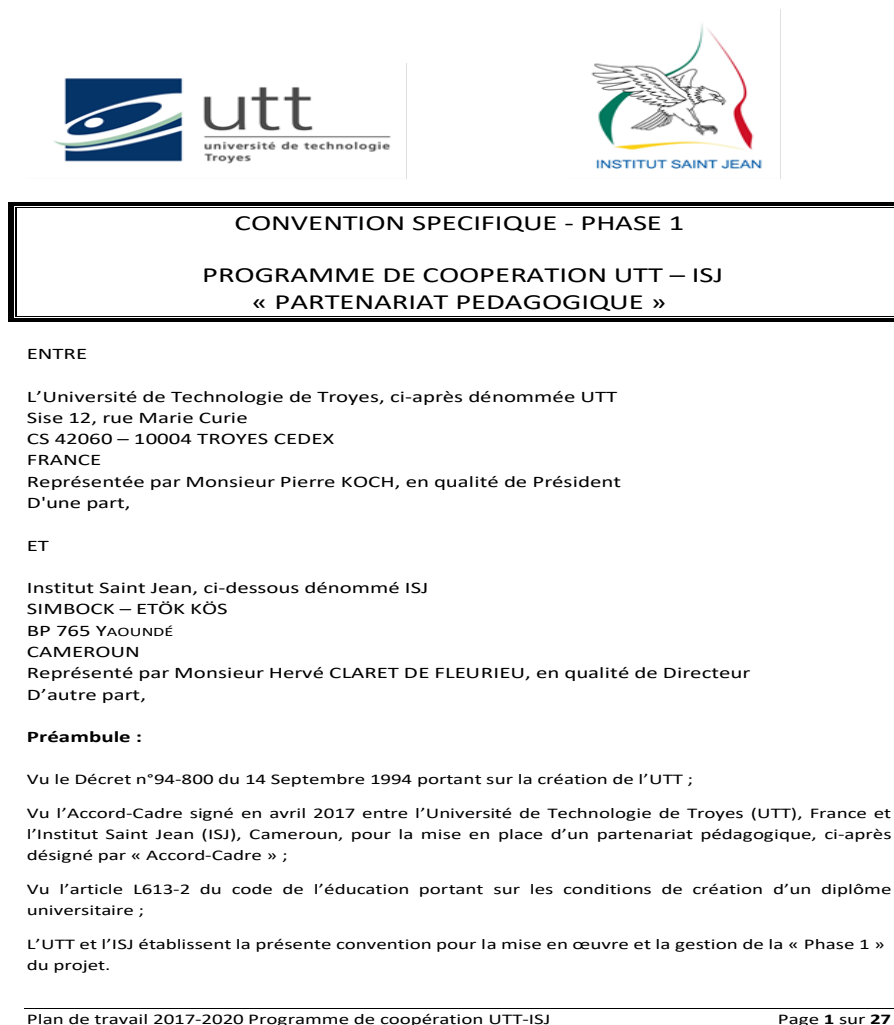 utt
université de technologie
Troyes
INSTITUT SAINT JEAN
CONVENTION SPECIFIQUE - PHASE 1
PROGRAMME DE COOPERATION UTT – ISJ
« PARTENARIAT PEDAGOGIQUE »
ENTRE
L’Université de Technologie de Troyes, ci-après dénommée UTT
Sise 12, rue Marie Curie
CS 42060 – 10004 TROYES CEDEX
FRANCE
Représentée par Monsieur Pierre KOCH, en qualité de Président
D'une part,
ET
Institut Saint Jean, ci-dessous dénommé ISJ
SIMBOCK – ETÖK KÖS
BP 765 YAOUNDÉ
CAMEROUN
Représenté par Monsieur Hervé CLARET DE FLEURIEU, en qualité de Directeur
D’autre part,
Préambule :
Vu le Décret n°94-800 du 14 Septembre 1994 portant sur la création de l’UTT ;
Vu l’Accord-Cadre signé en avril 2017 entre l’Université de Technologie de Troyes (UTT), France et
l’Institut Saint Jean (ISJ), Cameroun, pour la mise en place d’un partenariat pédagogique, ci-après
désigné par « Accord-Cadre » ;
Vu l’article L613-2 du code de l’éducation portant sur les conditions de création d’un diplôme
universitaire ;
L’UTT et l’ISJ établissent la présente convention pour la mise en œuvre et la gestion de la « Phase 1 »
du projet.
Plan de travail 2017-2020 Programme de coopération UTT-ISJ Page 1 sur 27